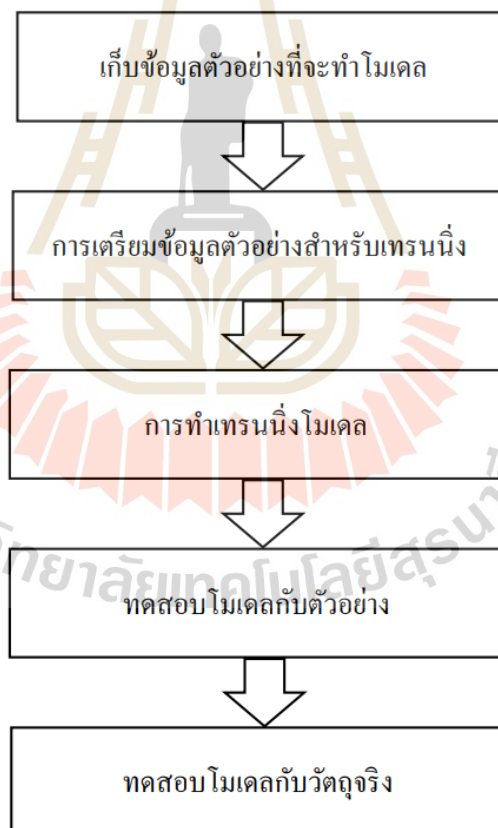 เก็บข้อมูลตัวอย่างที่จะทำโมเดล
การเตรียมข้อมูลตัวอย่างสำหรับเทรนนิ่ง
การทำเทรนนิ่งโมเดล
ทดสอบโมเดลกับตัวอย่าง
ทดสอบโมเดลกับวัตถุจริง